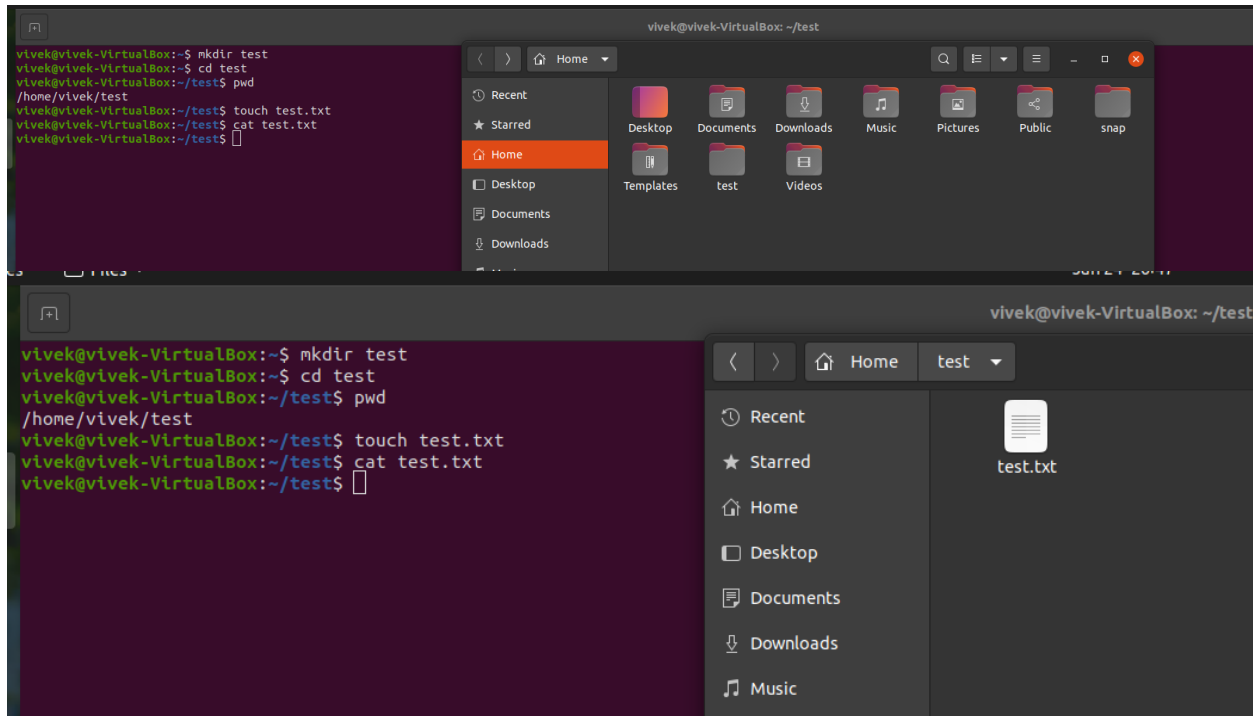 vivek@vivek-VirtualBox: ~/test
vivek@vivek-VirtualBox:~$ mkdir test
vivek@vivek-VirtualBox:~$ cd test
vivek@vivek-VirtualBox:~/test$ pwd
/home/vivek/test
vivek@vivek-VirtualBox:~/test$ touch test.txt
vivek@vivek-VirtualBox:~/test$ cat test.txt
vivek@vivek-VirtualBox:~/test$
Home
Recent
Starred
Home
Desktop
Documents
Downloads
Desktop Documents Downloads Music Pictures Public snap
Templates test Videos
vivek@vivek-VirtualBox: ~/test
vivek@vivek-VirtualBox:~$ mkdir test
vivek@vivek-VirtualBox:~$ cd test
vivek@vivek-VirtualBox:~/test$ pwd
/home/vivek/test
vivek@vivek-VirtualBox:~/test$ touch test.txt
vivek@vivek-VirtualBox:~/test$ cat test.txt
vivek@vivek-VirtualBox:~/test$
Home test
Recent
Starred
Home
Desktop
Documents
Downloads
Music
test.txt